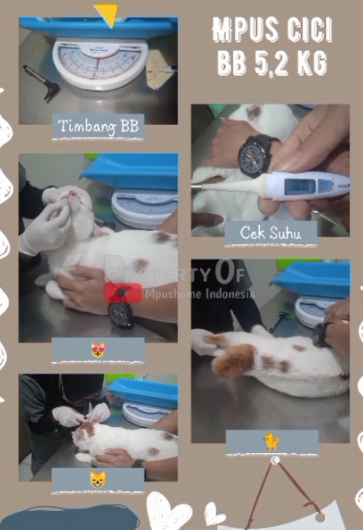 MPUS CICI
BB 5,2 KG
Timbang BB
Cek Suhu
PROPERTY OF
Mpushome Indonesia